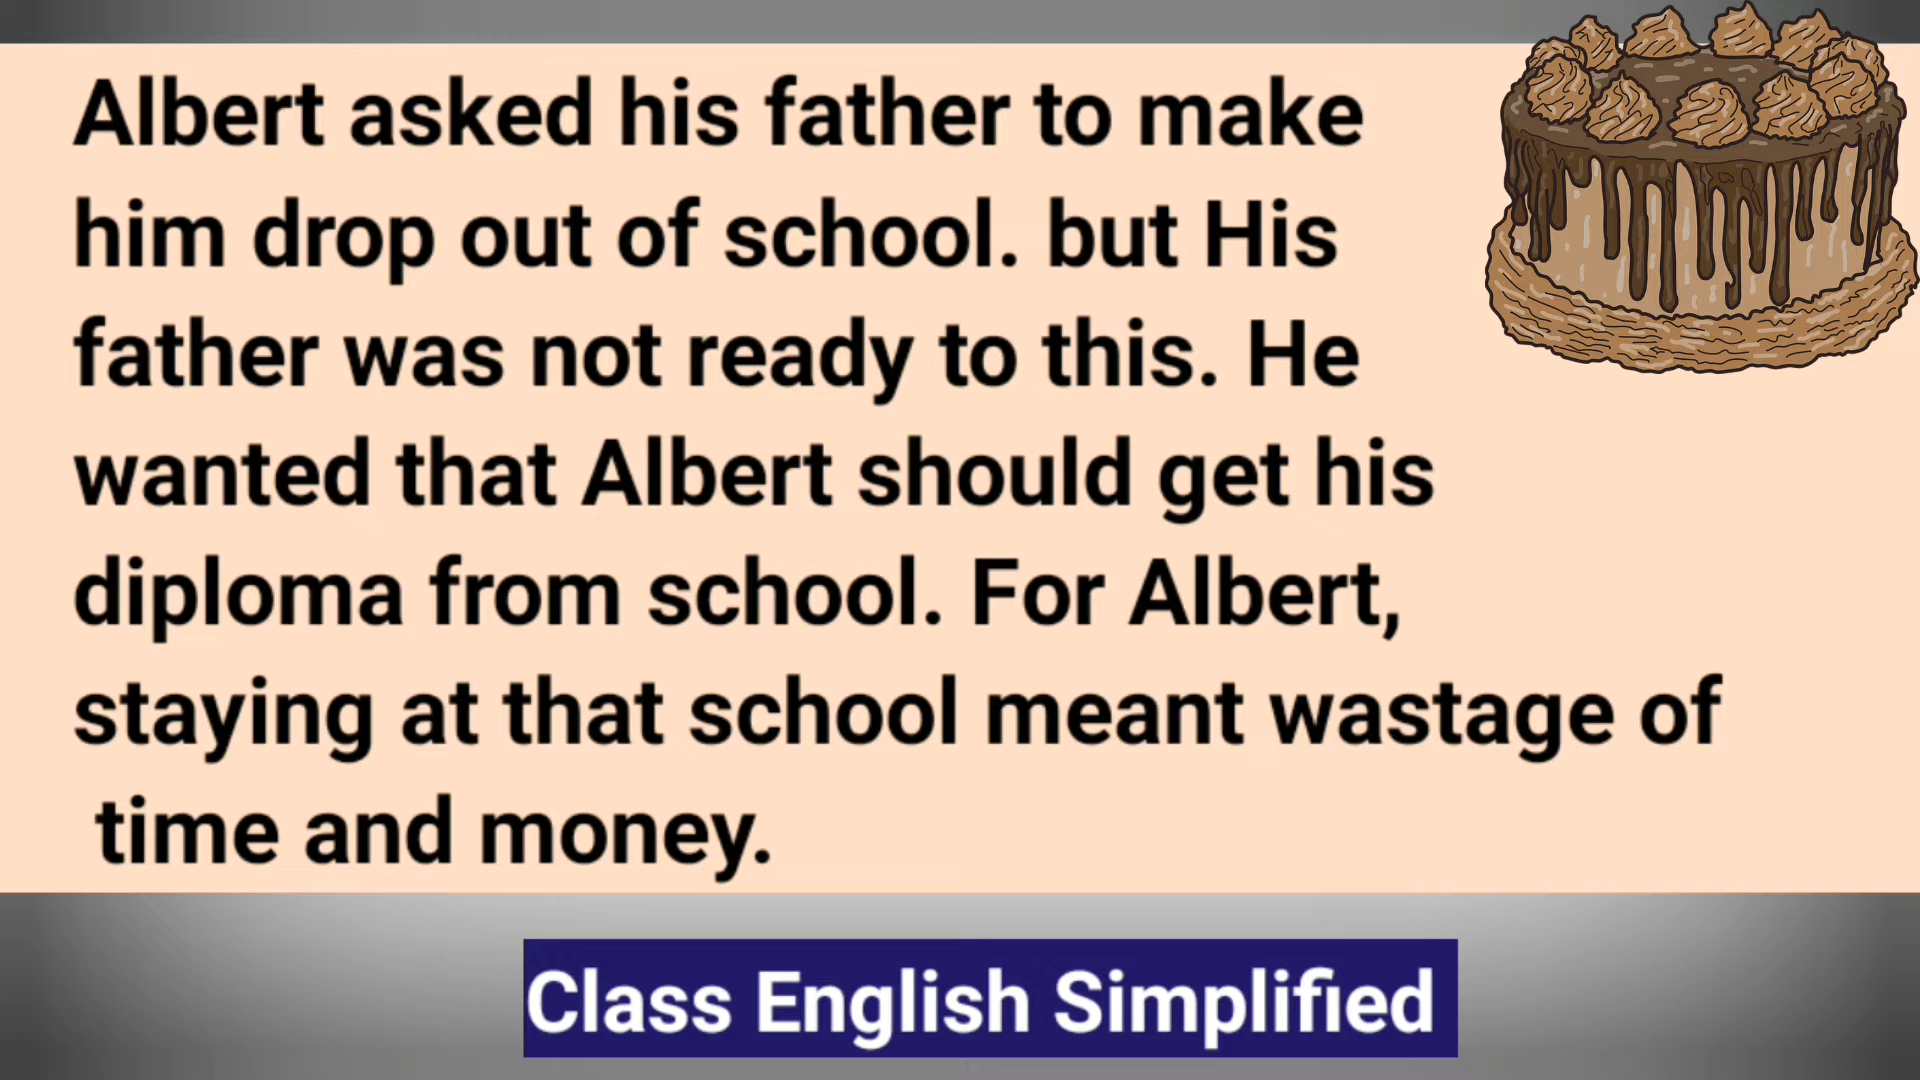 Albert asked his father to make
him drop out of school. but His
father was not ready to this. He
wanted that Albert should get his
diploma from school. For Albert,
staying at that school meant wastage of
time and money.
Class English Simplified